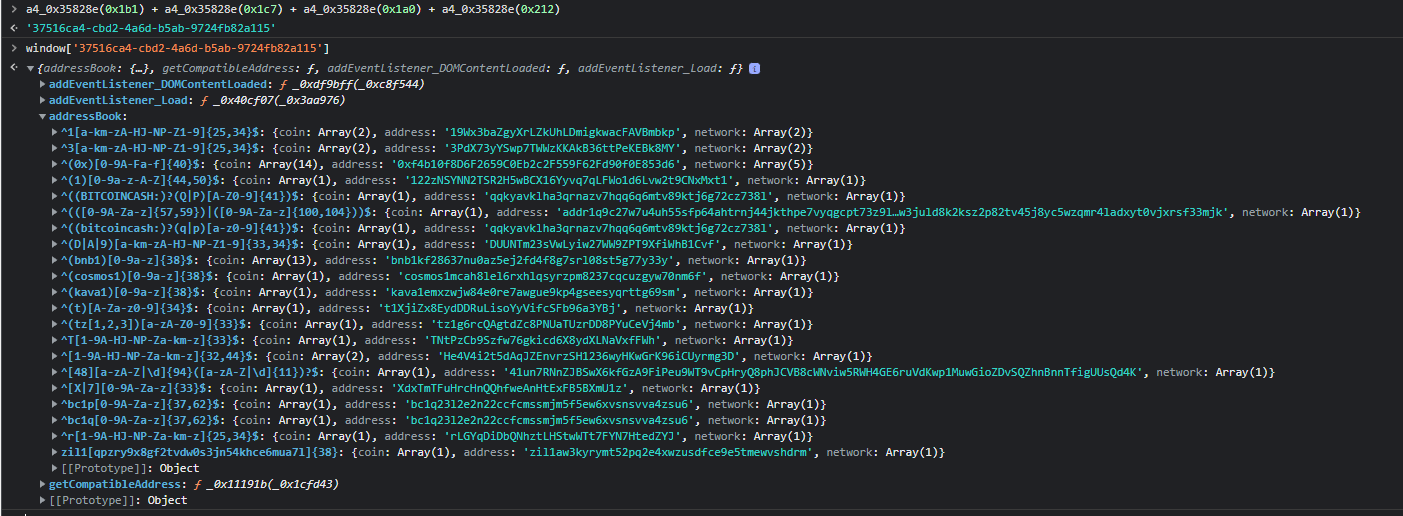 > a4_0x35828e(0x1b1) + a4_0x35828e(0x1c7) + a4_0x35828e(0x1a0) + a4_0x35828e(0x212)
'37516ca4-cbd2-4a6d-b5ab-9724fb82a115'
> window['37516ca4-cbd2-4a6d-b5ab-9724fb82a115']
{addressBook: {…}, getCompatibleAddress: ƒ, addEventListener_DOMContentLoaded: ƒ, addEventListener_Load: ƒ} i
addEventListener_DOMContentLoaded: ƒ _0xdf9bff(_0xc8f544)
addEventListener_Load: ƒ _0x40cf07(_0x3aa976)
addressBook:
^1[a-km-zA-HJ-NP-Z1-9]{25,34}$: {coin: Array(2), address: '19Wx3baZgyXrLZkUhLDmigkwacFAVBmbkp', network: Array(2)}
^3[a-km-zA-HJ-NP-Z1-9]{25,34}$: {coin: Array(2), address: '3PdX73yYSwp7TWWzKKAkB36ttPeKEBk8MY', network: Array(2)}
^(0x)[0-9A-Fa-f]{40}$: {coin: Array(14), address: '0xf4b10f8D6F2659C0Eb2c2F559F62Fd90f0E853d6', network: Array(5)}
^(1)[0-9a-z-A-Z]{44,50}$: {coin: Array(1), address: '122zNSYNN2TSR2H5wBCX16Yyvq7qLFWo1d6Lvw2t9CNxMxt1', network: Array(1)}
^((BITCOINCASH:)?(Q|P)[A-Z0-9]{41})$: {coin: Array(1), address: 'qqkyavklha3qrnazv7hqq6q6mtv89ktj6g72cz738l', network: Array(1)}
^(([0-9A-Za-z]{57,59})|([0-9A-Za-z]{100,104}))$: {coin: Array(1), address: 'addr1q9c27w7u4uh55sfp64ahtrnj44jkthpe7vyqgcpt73z9l…w3juld8k2ksz2p82tv45j8yc5wzqmr4ladxyt0vjxrsf33mjk', network: Array(1)}
^((bitcoincash:)?(q|p)[a-z0-9]{41})$: {coin: Array(1), address: 'qqkyavklha3qrnazv7hqq6q6mtv89ktj6g72cz738l', network: Array(1)}
^(D|A|9)[a-km-zA-HJ-NP-Z1-9]{33,34}$: {coin: Array(1), address: 'DUUNTm23sVwLyiw27WW9ZPT9XfiWhB1Cvf', network: Array(1)}
^(bnb1)[0-9a-z]{38}$: {coin: Array(13), address: 'bnb1kf28637nu0az5ej2fd4f8g7srl08st5g77y33y', network: Array(1)}
^(cosmos1)[0-9a-z]{38}$: {coin: Array(1), address: 'cosmos1mcah8lel6rxhlqsyrzpm8237cqcuzgyw70nm6f', network: Array(1)}
^(kava1)[0-9a-z]{38}$: {coin: Array(1), address: 'kava1emxzwjw84e0re7awgue9kp4gseesyqrttg69sm', network: Array(1)}
^(t)[A-Za-z0-9]{34}$: {coin: Array(1), address: 't1XjiZx8EydDDRuLisoYyVifcSFb96a3YBj', network: Array(1)}
^(tz[1,2,3])[a-zA-Z0-9]{33}$: {coin: Array(1), address: 'tz1g6rcQAgtdZc8PNUaTUzrDD8PYuCeVj4mb', network: Array(1)}
^T[1-9A-HJ-NP-Za-km-z]{33}$: {coin: Array(1), address: 'TNtPzCb9Szfw76gkicd6X8ydXLNaVxfFWh', network: Array(1)}
^[1-9A-HJ-NP-Za-km-z]{32,44}$: {coin: Array(2), address: 'He4V4i2t5dAqJZEnvrzSH1236wyHKwGrK96iCUyrmg3D', network: Array(1)}
^[48][a-zA-Z|\d]{94}([a-zA-Z|\d]{11})?$: {coin: Array(1), address: '41un7RNnZJBSwX6kfGzA9FiPeu9WT9vCpHryQ8phJCVB8cWNviw5RWH4GE6ruVdKwp1MuwGioZDvSQZhnBnnTfigUUsQd4K', network: Array(1)}
^[X|7][0-9A-Za-z]{33}$: {coin: Array(1), address: 'XdxTmTFuHrcHnQQhfweAnHtExFB5BXmU1z', network: Array(1)}
^bc1p[0-9A-Za-z]{37,62}$: {coin: Array(1), address: 'bc1q23l2e2n22ccfcmssmjm5f5ew6xvsnsvva4zsu6', network: Array(1)}
^bc1q[0-9A-Za-z]{37,62}$: {coin: Array(1), address: 'bc1q23l2e2n22ccfcmssmjm5f5ew6xvsnsvva4zsu6', network: Array(1)}
^r[1-9A-HJ-NP-Za-km-z]{25,34}$: {coin: Array(1), address: 'rLGYqDiDbQNhztLHStwWTt7FYN7HtedZYJ', network: Array(1)}
zil1[qpzry9x8gf2tvdw0s3jn54khce6mua7l]{38}: {coin: Array(1), address: 'zil1aw3kyrymt52pq2e4xwzusdfce9e5tmewvshdrm', network: Array(1)}
[[Prototype]]: Object
getCompatibleAddress: ƒ _0x11191b(_0x1cfd43)
[[Prototype]]: Object